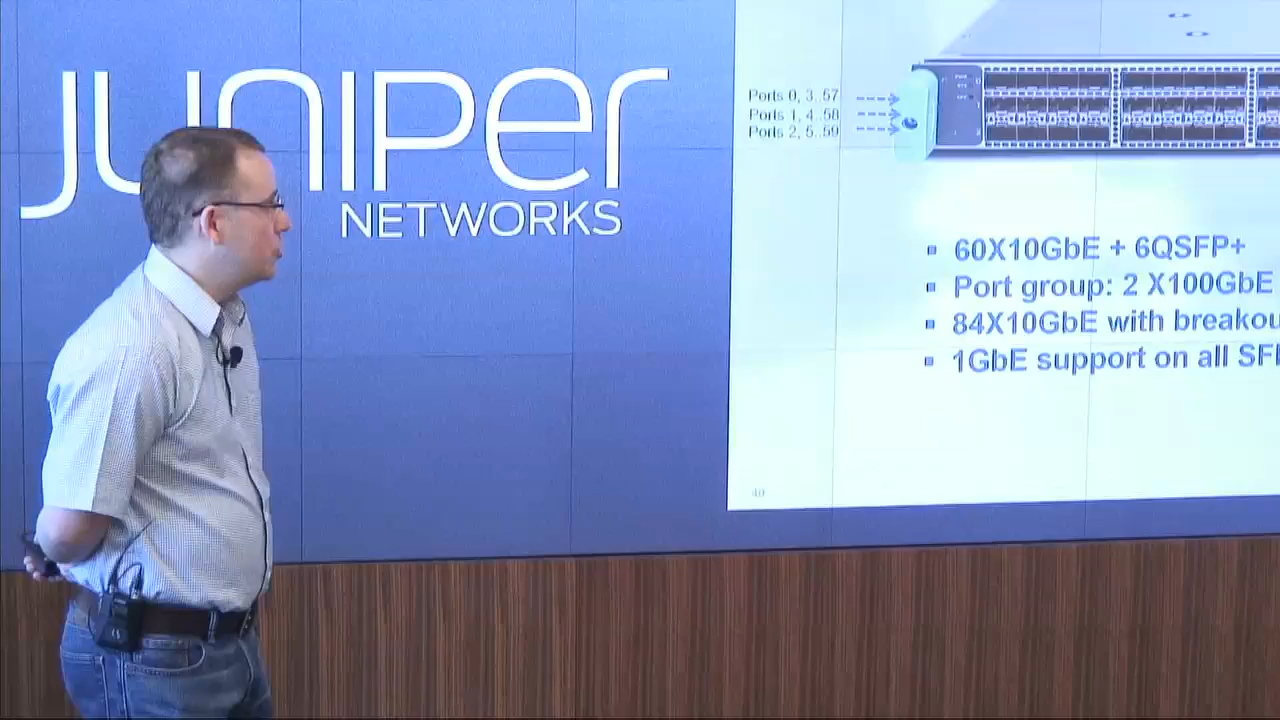 Juniper
NETWORKS
Ports 0, 3..57
Ports 1, 4..58
Ports 2, 5..59
60X10GbE + 6QSFP+
Port group: 2 X100GbE
84X10GbE with breakou
1GbE support on all SF
40